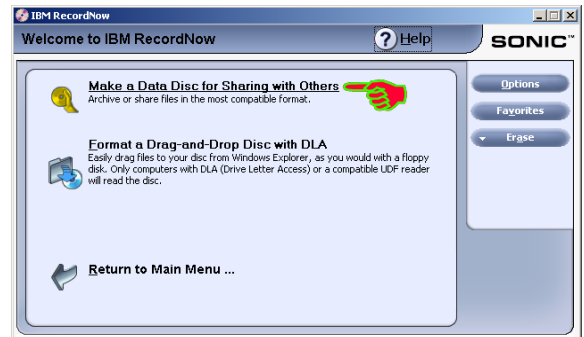 IBM RecordNow
Welcome to IBM RecordNow
Help
SONIC™
Make a Data Disc for Sharing with Others
Archive or share files in the most compatible format.
Format a Drag-and-Drop Disc with DLA
Easily drag files to your disc from Windows Explorer, as you would with a floppy
disk. Only computers with DLA (Drive Letter Access) or a compatible UDF reader
will read the disc.
Return to Main Menu ...
Options
Favorites
Erase